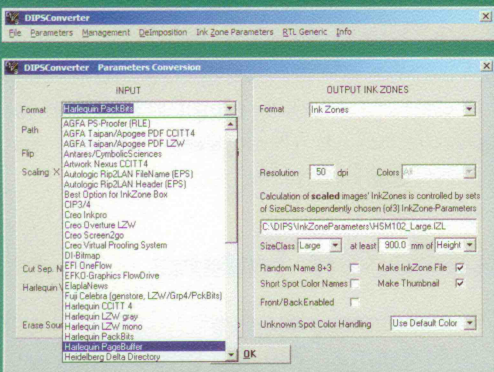 DIPSConverter
File Parameters Management DeImposition Ink Zone Parameters RTL Generic Info
DIPSConverter Parameters Conversion
INPUT
Format Harlequin PackBits
Path
Flip
Scaling X
Cut Sep. N
Harlequin V
Erase Sou
AGFA PS-Proofer (RLE)
AGFA Taipan/Apogee PDF CCITT4
AGFA Taipan/Apogee PDF LZW
Antares/CymbolicSciences
Artwork Nexus CCITT4
Autologic Rip2LAN FileName (EPS)
Autologic Rip2LAN Header (EPS)
Best Option for InkZone Box
CIP3/4
Creo Inkpro
Creo Overture LZW
Creo Screen2go
Creo Virtual Proofing System
DI-Bitmap
EFI OneFlow
EFKO-Graphics FlowDrive
ElaplaNews
Fuji Celebra (genstore, LZW/Grp4/PckBits)
Harlequin CCITT 4
Harlequin LZW gray
Harlequin LZW mono
Harlequin PackBits
Harlequin PageBuffer
Heidelberg Delta Directory
OUTPUT INK ZONES
Format Ink Zones
Resolution 50 dpi Colors All
Calculation of scaled images' InkZones is controlled by sets
of SizeClass-dependently chosen (of3) InkZone-Parameters
C:\DIPS\InkZoneParameters\HSM102_Large.IZL
SizeClass Large at least 900.0 mm of Height
Random Name 8+3 Make InkZone File
Short Spot Color Names Make Thumbnail
Front/Back Enabled
Unknown Spot Color Handling Use Default Color
OK